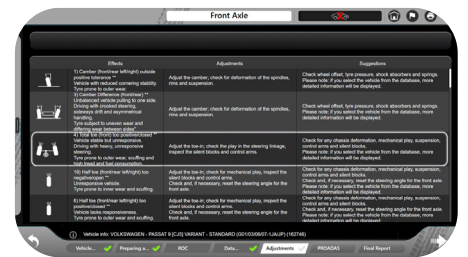 Front Axle
Effects Adjustments Suggestions
1) Camber (front/rear left/right) outside
positive tolerance **
Vehicle with reduced cornering stability.
Tyre prone to outer wear.
Adjust the camber; check for deformation of the spindles,
rims and suspension.
Check wheel offset, tyre pressure, shock absorbers and springs.
Please note: if you select the vehicle from the database, more
detailed information will be displayed.
3) Camber Difference (front/rear) **
Unbalanced vehicle pulling to one side.
Driving with crooked steering,
sideways drift and asymmetrical
handling.
Tyre subject to uneven wear and
differing wear between sides"
Adjust the camber; check for deformation of the spindles,
rims and suspension.
Check wheel offset, tyre pressure, shock absorbers and springs.
Please note: if you select the vehicle from the database, more
detailed information will be displayed.
4) Total toe (front) too positive/closed **
Vehicle stable but unresponsive.
Driving with heavy, unresponsive
steering.
Tyre prone to outer wear, scuffing and
high tread and fuel consumption.
Adjust the toe-in; check the play in the steering linkage,
inspect the silent blocks and control arms.
Check for any chassis deformation, mechanical play, suspension,
control arms and silent blocks.
Please note: if you select the vehicle from the database, more
detailed information will be displayed.
10) Half toe (front/rear left/right) too
negative/open **
Unresponsive vehicle.
Tyre prone to inner wear and scuffing.
Adjust the toe-in; check for mechanical play, inspect the
silent blocks and control arms.
Check and, if necessary, reset the steering angle for the
front axle.
Check for any chassis deformation, mechanical play, suspension,
control arms and silent blocks.
Check and, if necessary, reset the steering angle for the front axle.
Please note: if you select the vehicle from the database, more
detailed information will be displayed.
6) Half toe (front/rear left/right) too
positive/closed **
Vehicle lacks responsiveness.
Tyre prone to outer wear and scuffing.
Adjust the toe-in; check for mechanical play, inspect the
silent blocks and control arms.
Check and, if necessary, reset the steering angle for the
front axle.
Check for any chassis deformation, mechanical play, suspension,
control arms and silent blocks.
Check and, if necessary, reset the steering angle for the front axle.
Please note: if you select the vehicle from the database, more
detailed information will be displayed.
Vehicle info: VOLKSWAGEN - PASSAT 9 [CJ5] VARIANT - STANDARD
Vehicle... Preparing a... ROC Data... Adjustments PROADAS Final Report